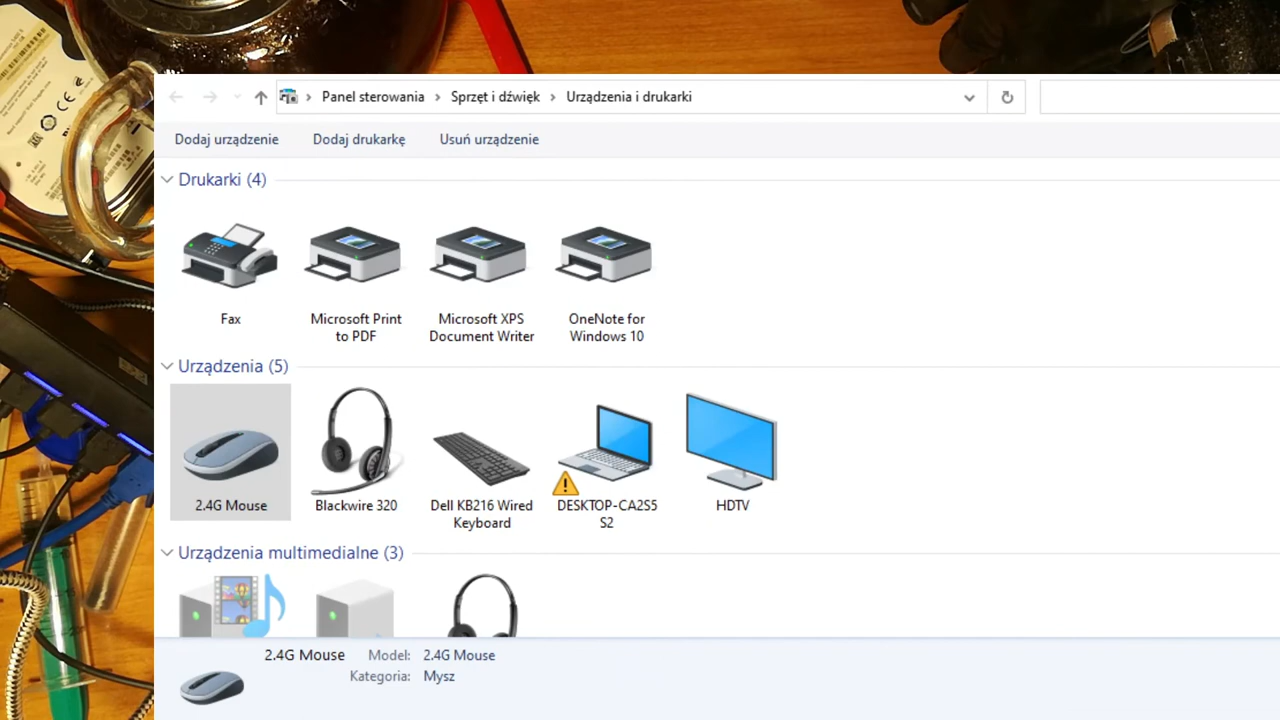 Panel sterowania > Sprzęt i dźwięk > Urządzenia i drukarki
Dodaj urządzenie Dodaj drukarkę Usuń urządzenie
Drukarki (4)
Fax
Microsoft Print
to PDF
Microsoft XPS
Document Writer
OneNote for
Windows 10
Urządzenia (5)
2.4G Mouse
Blackwire 320
Dell KB216 Wired
Keyboard
DESKTOP-CA2S5
S2
HDTV
Urządzenia multimedialne (3)
2.4G Mouse Model: 2.4G Mouse
Kategoria: Mysz